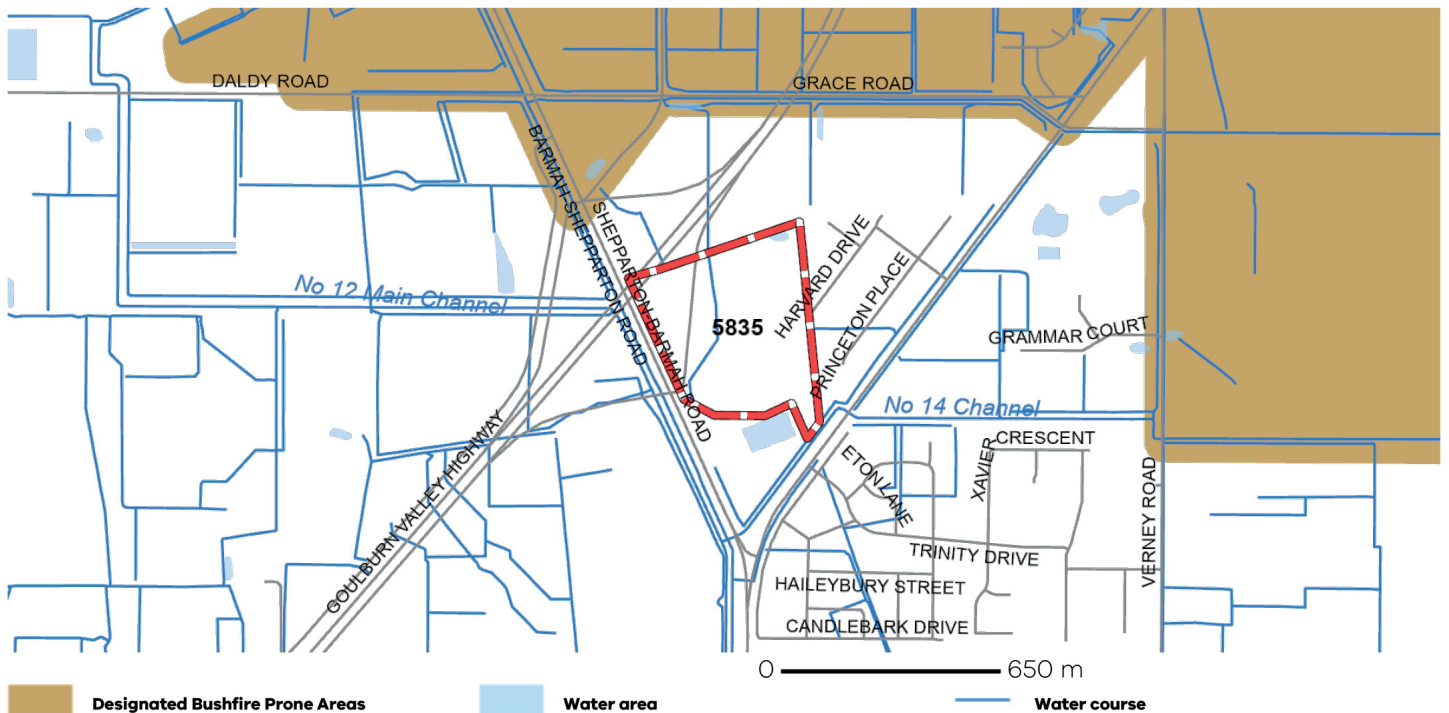 DALDY ROAD
GRACE ROAD
BARMAH-SHEPPARTON ROAD
SHEPPARTON-BARMAH ROAD
No 12 Main Channel
5835
HARVARD DRIVE
PRINCETON PLACE
GRAMMAR COURT
No 14 Channel
GOULBURN VALLEY HIGHWAY
ETON LANE
XAVIER
CRESCENT
VERNEY ROAD
TRINITY DRIVE
HAILEYBURY STREET
CANDLEBARK DRIVE
0 650 m
Designated Bushfire Prone Areas
Water area
Water course